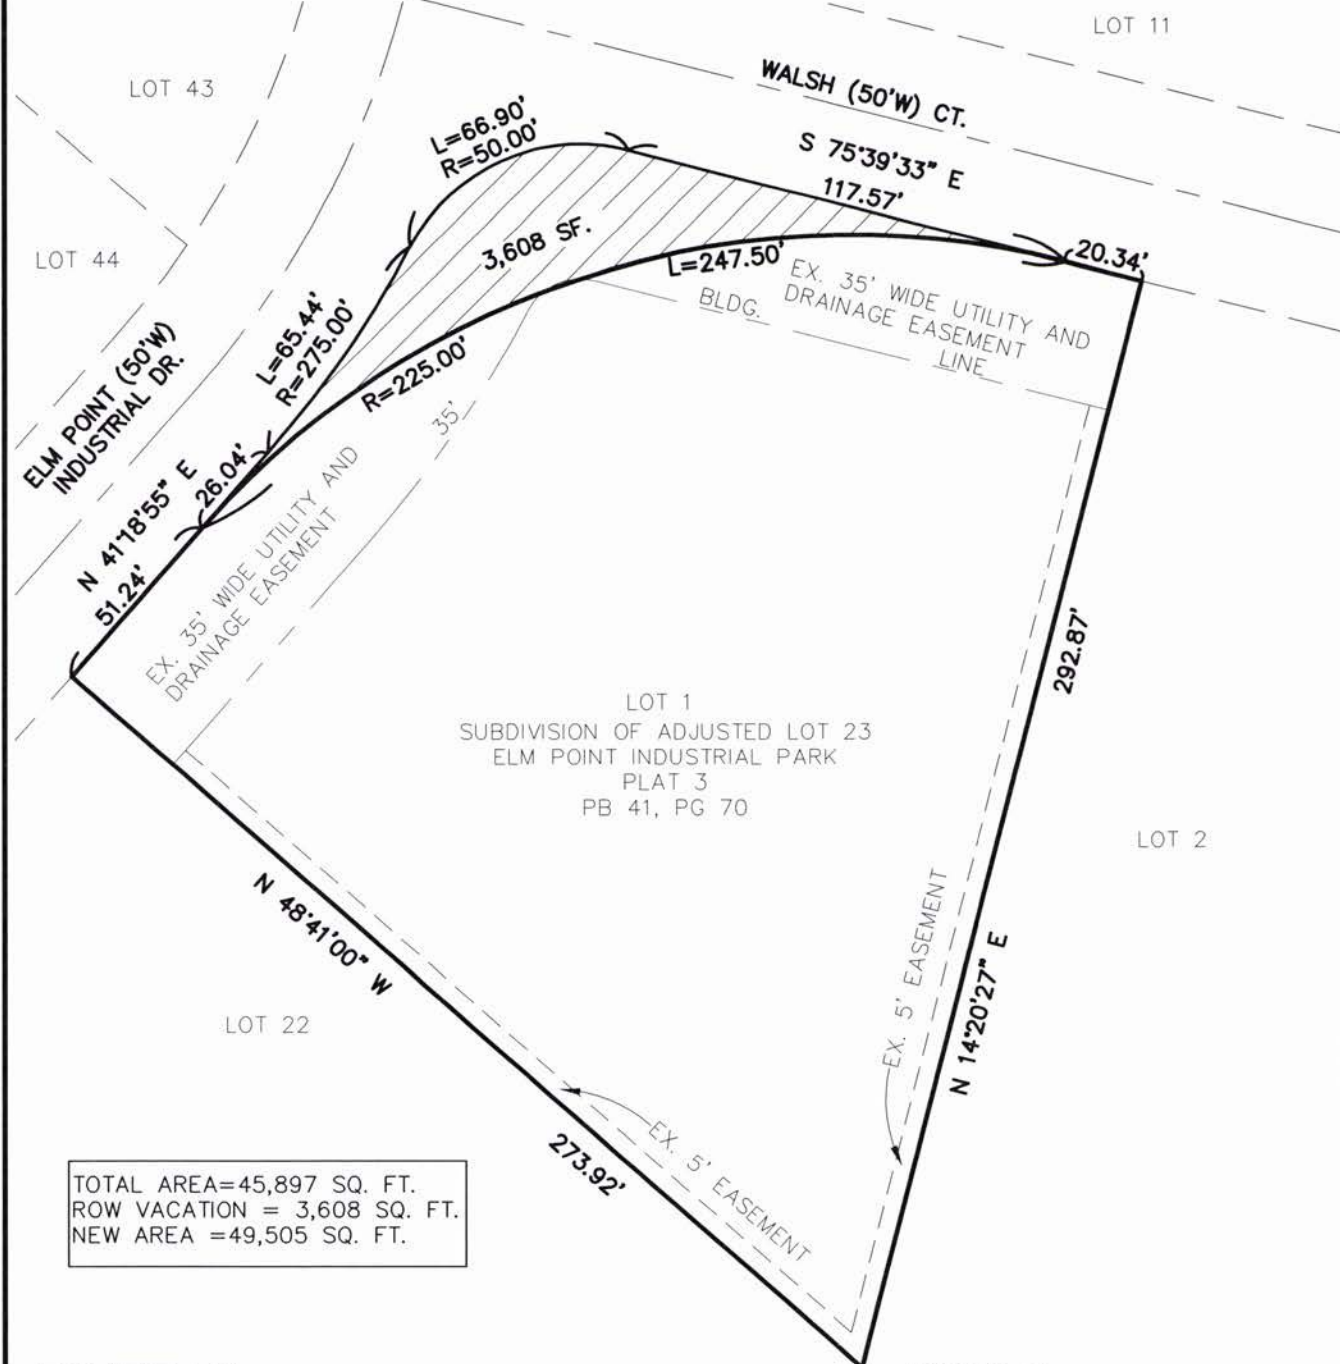 LOT 11
LOT 43
WALSH (50'W) CT.
L=66.90'
R=50.00'
S 75°39'33" E
117.57'
LOT 44
3,608 SF.
20.34'
L=247.50'
EX. 35' WIDE UTILITY AND
DRAINAGE EASEMENT
BLDG.
LINE
L=65.44'
R=275.00'
ELM POINT (50'W)
INDUSTRIAL DR.
R=225.00'
35'
N 41°18'55" E
26.04'
51.24'
EX. 35' WIDE UTILITY AND
DRAINAGE EASEMENT
292.87'
LOT 1
SUBDIVISION OF ADJUSTED LOT 23
ELM POINT INDUSTRIAL PARK
PLAT 3
PB 41, PG 70
LOT 2
N 48°41'00" W
EX. 5' EASEMENT
N 14°20'27" E
LOT 22
EX. 5' EASEMENT
273.92'
TOTAL AREA=45,897 SQ. FT.
ROW VACATION = 3,608 SQ. FT.
NEW AREA =49,505 SQ. FT.